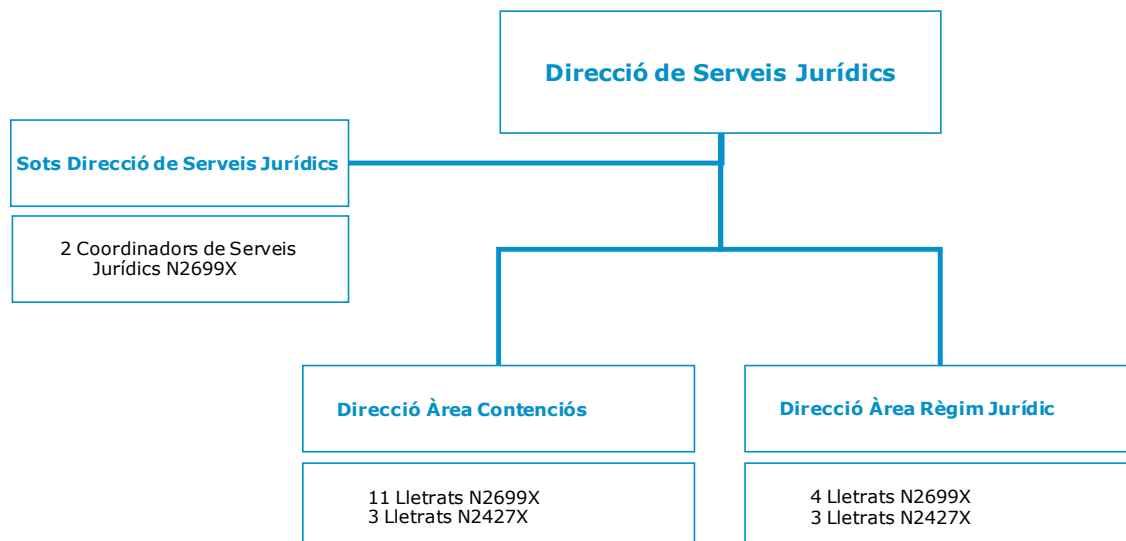 Direcció de Serveis Jurídics
Sots Direcció de Serveis Jurídics
2 Coordinadors de Serveis
Jurídics N2699X
Direcció Àrea Contenciós
11 Lletrats N2699X
3 Lletrats N2427X
Direcció Àrea Règim Jurídic
4 Lletrats N2699X
3 Lletrats N2427X